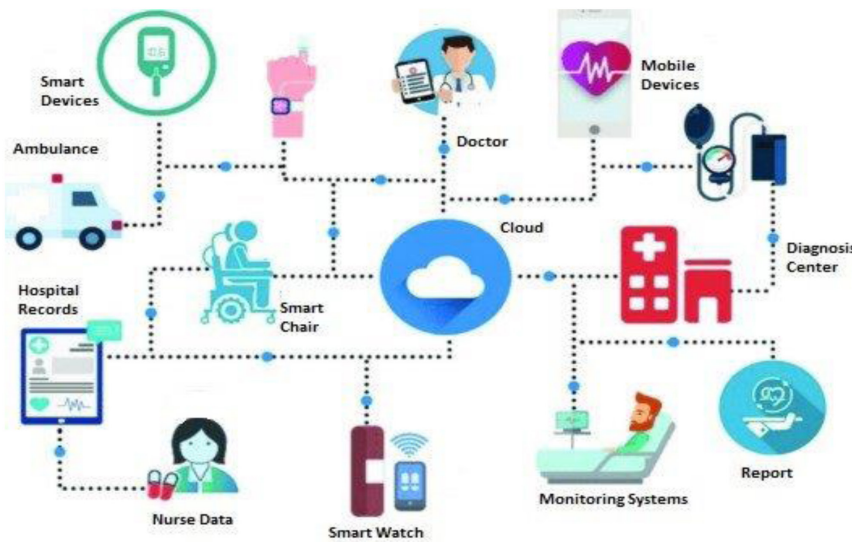 Smart
Devices
Mobile
Devices
Ambulance
Doctor
Cloud
Diagnosis
Center
Hospital
Records
Smart
Chair
Report
Monitoring Systems
Nurse Data
Smart Watch